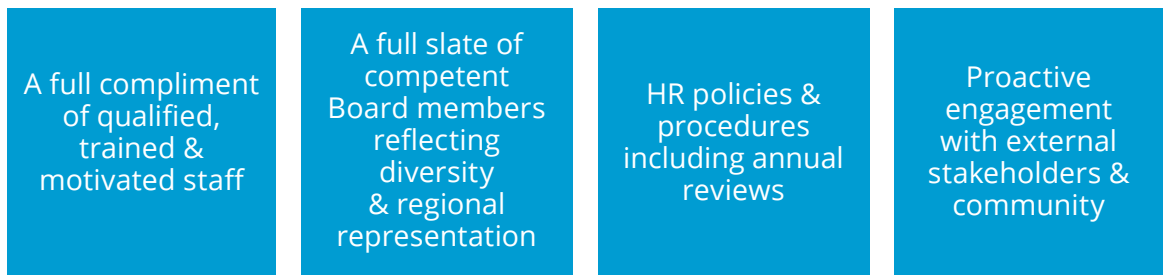 A full compliment
of qualified,
trained &
motivated staff
A full slate of
competent
Board members
reflecting
diversity
& regional
representation
HR policies &
procedures
including annual
reviews
Proactive
engagement
with external
stakeholders &
community